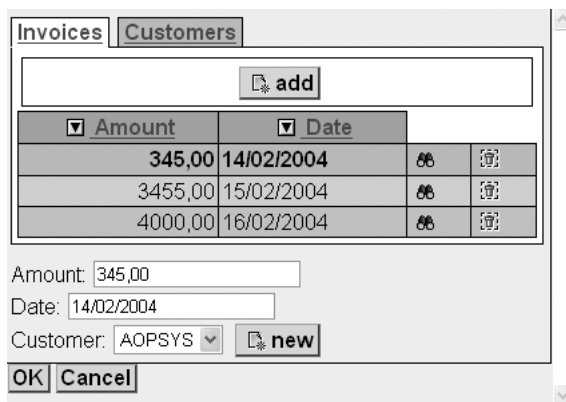 Invoices Customers
add
Amount Date
345,00 14/02/2004
3455,00 15/02/2004
4000,00 16/02/2004
Amount: 345,00
Date: 14/02/2004
Customer: AOPSYS new
OK Cancel